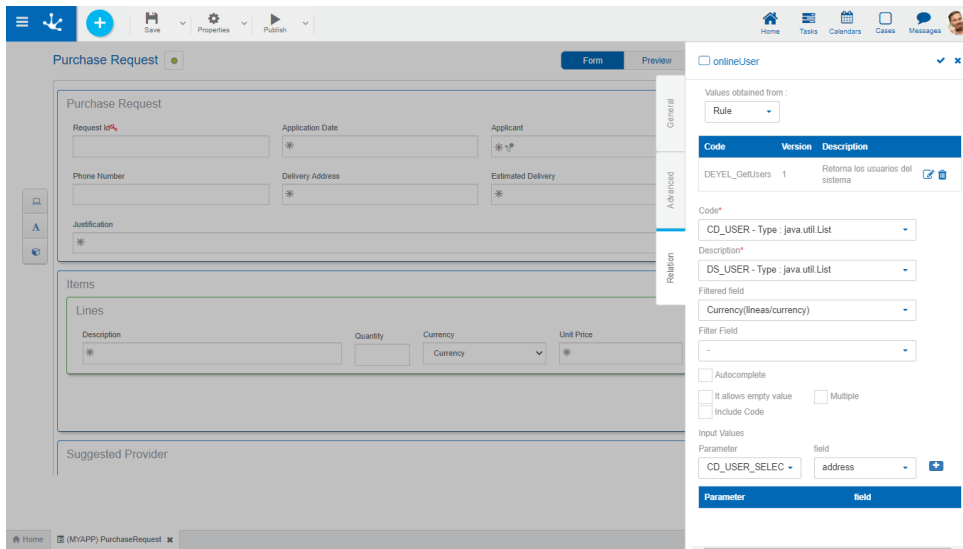 Save
Properties
Publish
Home
Tasks
Calendars
Cases
Messages
Purchase Request
Form
Preview
Purchase Request
Request Id
Application Date
Applicant
Phone Number
Delivery Address
Estimated Delivery
Justification
Items
Lines
Description
Quantity
Currency
Unit Price
Currency
Suggested Provider
General
Advanced
Relation
onlineUser
Values obtained from :
Rule
Code Version Description
DEYEL_GetUsers 1 Retorna los usuarios del
sistema
Code*
CD_USER - Type : java.util.List
Description*
DS_USER - Type : java.util.List
Filtered field
Currency(lineas/currency)
Filter Field
-
Autocomplete
It allows empty value Multiple
Include Code
Input Values
Parameter field
CD_USER_SELEC address
Parameter field
Home (MYAPP) PurchaseRequest